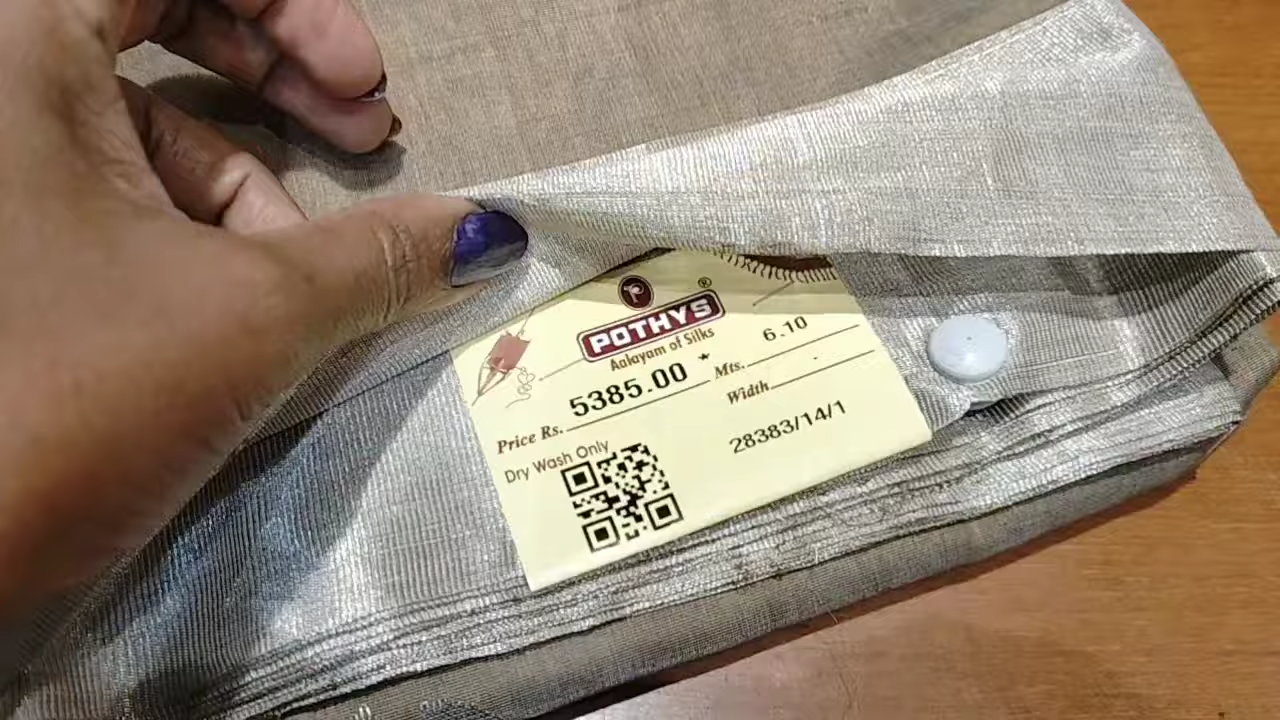 ®
POTHYS
Aalayam of Silks
Price Rs. 5385.00 * Mts. 6.10
Width -
Dry Wash Only
28383/14/1